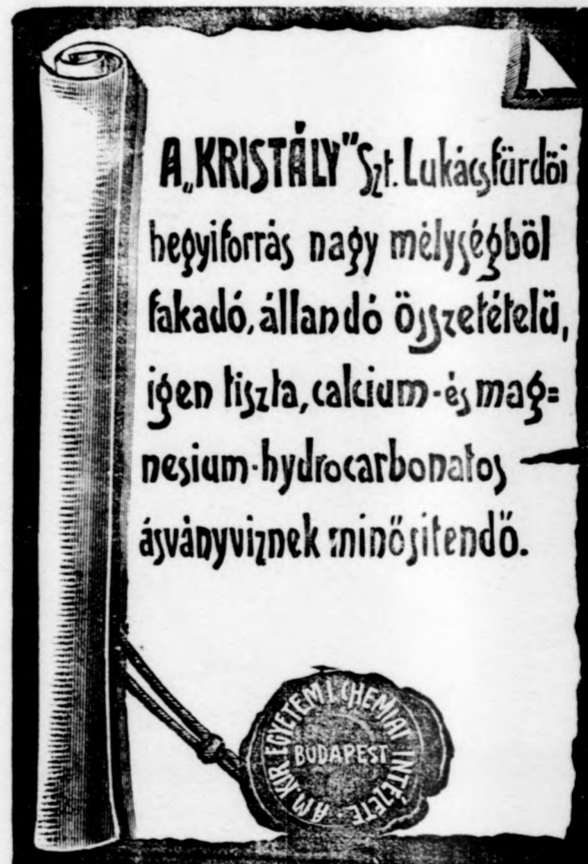 A „KRISTÁLY" Szt. Lukácsfürdői
hegyiforrás nagy mélységből
fakadó, állandó összetételű,
igen tiszta, calcium-és mag=
nesium-hydrocarbonatos
ásványviznek minősitendő.
A M. KIR. EGYETEMI CHEMIAI INTÉZETE
BUDAPEST